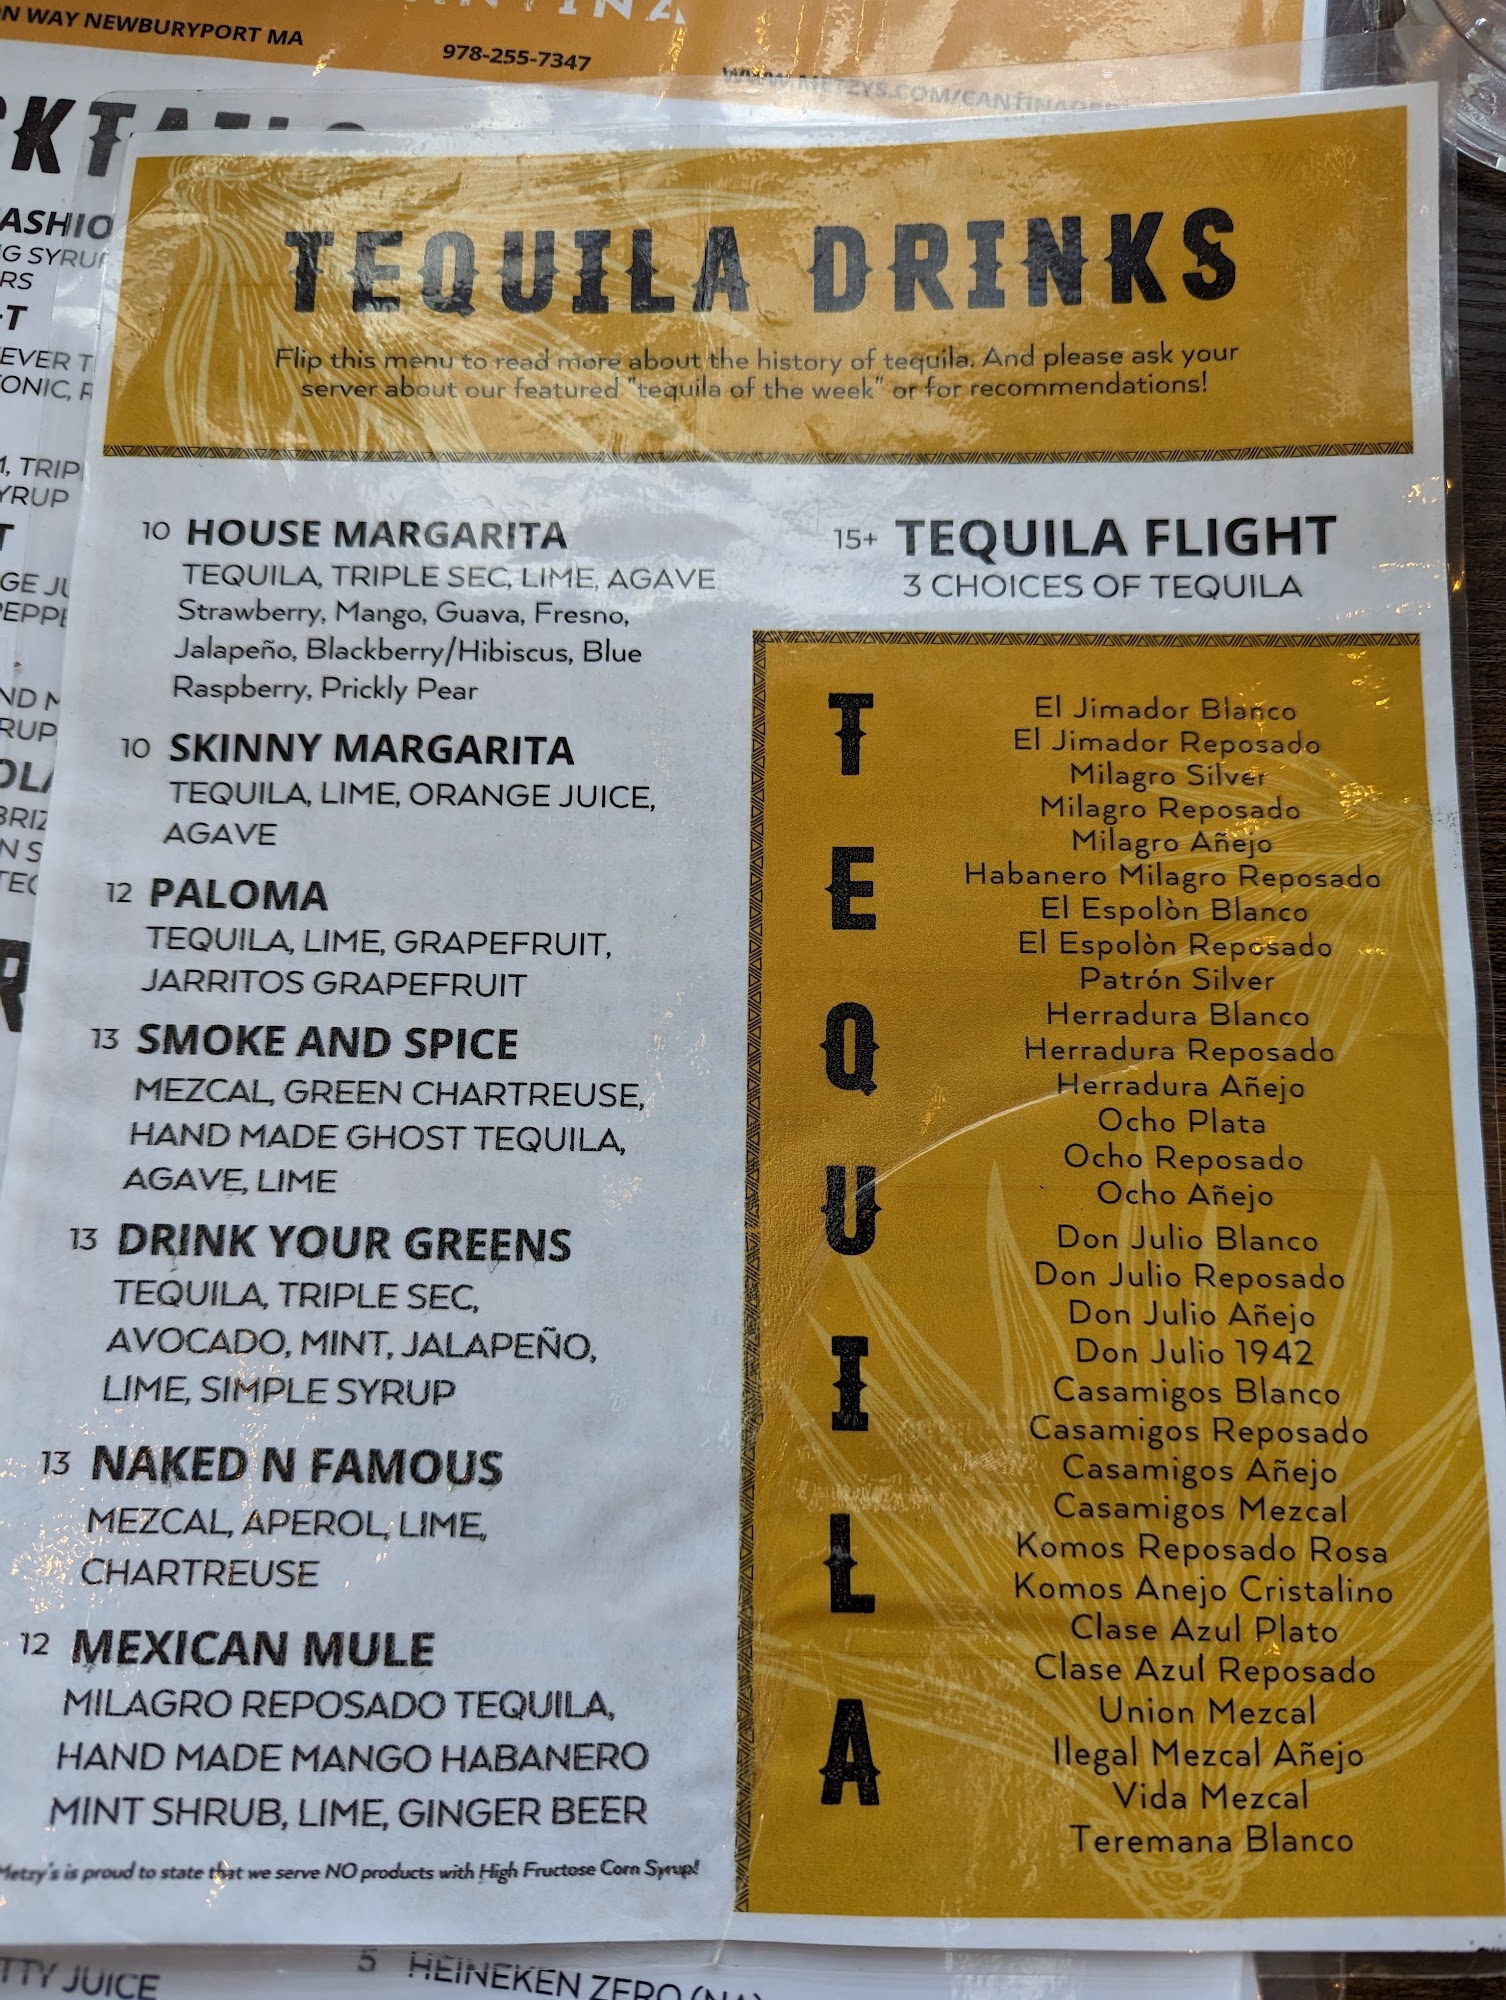 N WAY NEWBURYPORT MA
978-255-7347
TEQUILA DRINKS
Flip this menu to read more about the history of tequila. And please ask your
server about our featured "tequila of the week" or for recommendations!
10 HOUSE MARGARITA
TEQUILA, TRIPLE SEC, LIME, AGAVE
Strawberry, Mango, Guava, Fresno,
Jalapeño, Blackberry/Hibiscus, Blue
Raspberry, Prickly Pear
10 SKINNY MARGARITA
TEQUILA, LIME, ORANGE JUICE,
AGAVE
12 PALOMA
TEQUILA, LIME, GRAPEFRUIT,
JARRITOS GRAPEFRUIT
13 SMOKE AND SPICE
MEZCAL, GREEN CHARTREUSE,
HAND MADE GHOST TEQUILA,
AGAVE, LIME
13 DRINK YOUR GREENS
TEQUILA, TRIPLE SEC,
AVOCADO, MINT, JALAPEÑO,
LIME, SIMPLE SYRUP
13 NAKED N FAMOUS
MEZCAL, APEROL, LIME,
CHARTREUSE
12 MEXICAN MULE
MILAGRO REPOSADO TEQUILA,
HAND MADE MANGO HABANERO
MINT SHRUB, LIME, GINGER BEER
Metzy's is proud to state that we serve NO products with High Fructose Corn Syrup!
15+ TEQUILA FLIGHT
3 CHOICES OF TEQUILA
TEQUILA
El Jimador Blanco
El Jimador Reposado
Milagro Silver
Milagro Reposado
Milagro Añejo
Habanero Milagro Reposado
El Espolòn Blanco
El Espolòn Reposado
Patrón Silver
Herradura Blanco
Herradura Reposado
Herradura Añejo
Ocho Plata
Ocho Reposado
Ocho Añejo
Don Julio Blanco
Don Julio Reposado
Don Julio Añejo
Don Julio 1942
Casamigos Blanco
Casamigos Reposado
Casamigos Añejo
Casamigos Mezcal
Komos Reposado Rosa
Komos Anejo Cristalino
Clase Azul Plato
Clase Azul Reposado
Union Mezcal
Ilegal Mezcal Añejo
Vida Mezcal
Teremana Blanco
TTY JUICE
5 HEINEKEN ZERO (NA)